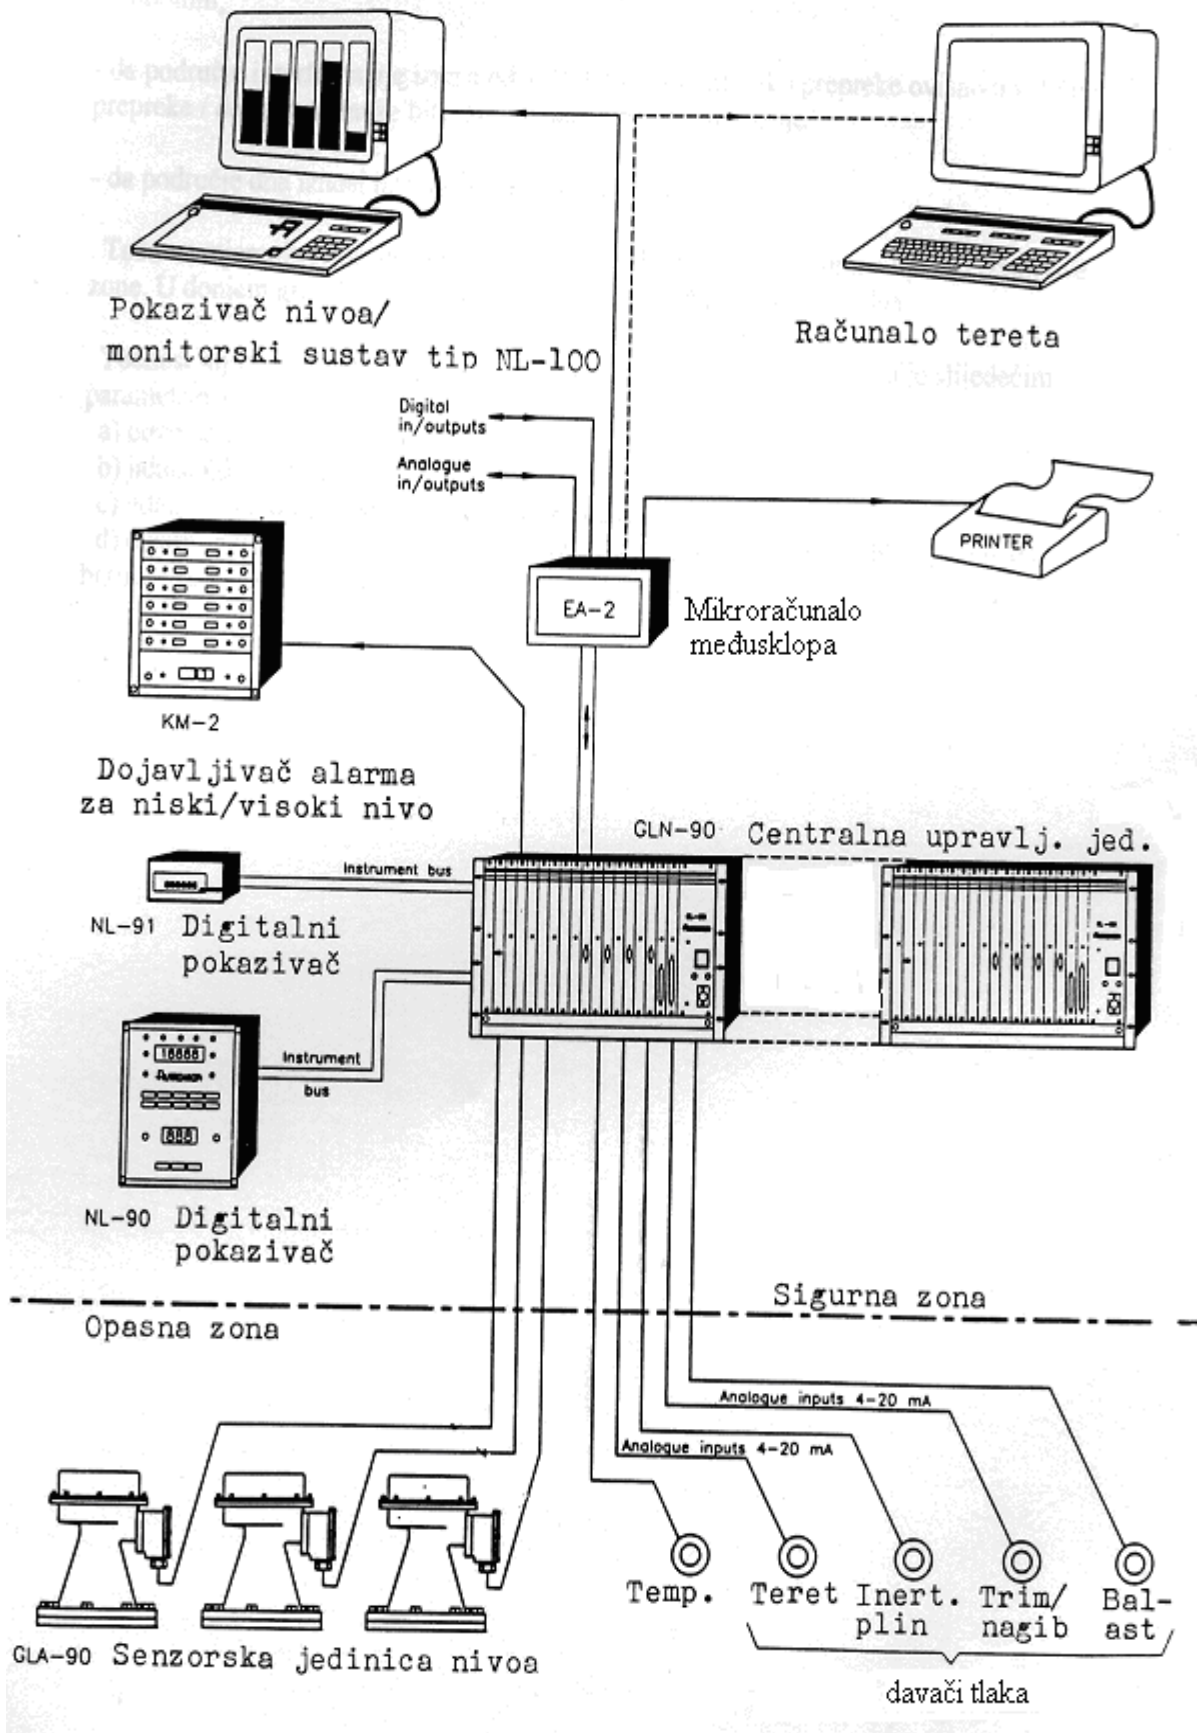 Pokazivač nivoa/
monitorski sustav tip NL-100
Računalo tereta
Digital
in/outputs
Analogue
in/outputs
PRINTER
EA-2
Mikroračunalo
međusklopa
KM-2
Dojavljivač alarma
za niski/visoki nivo
GLN-90 Centralna upravlj. jed.
Instrument bus
NL-91 Digitalni
pokazivač
Instrument
bus
NL-90 Digitalni
pokazivač
Sigurna zona
Opasna zona
Analogue inputs 4-20 mA
Analogue inputs 4-20 mA
Temp.
Teret
Inert.
plin
Trim/
nagib
Bal-
ast
GLA-90 Senzorska jedinica nivoa
davači tlaka